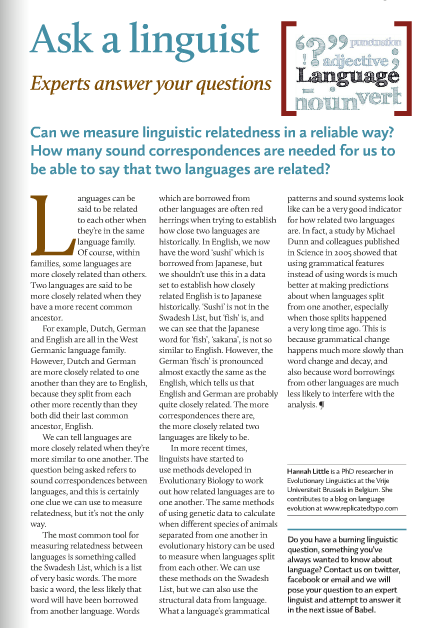 Ask a linguist
Experts answer your questions
punctuation
adjective
Language
noun
vert
Can we measure linguistic relatedness in a reliable way?
How many sound correspondences are needed for us to
be able to say that two languages are related?
Languages can be
said to be related
to each other when
they're in the same
language family.
Of course, within
families, some languages are
more closely related than others.
Two languages are said to be
more closely related when they
have a more recent common
ancestor.
For example, Dutch, German
and English are all in the West
Germanic language family.
However, Dutch and German
are more closely related to one
another than they are to English,
because they split from each
other more recently than they
both did their last common
ancestor, English.
We can tell languages are
more closely related when they're
more similar to one another. The
question being asked refers to
sound correspondences between
languages, and this is certainly
one clue we can use to measure
relatedness, but it's not the only
way.
The most common tool for
measuring relatedness between
languages is something called
the Swadesh List, which is a list
of very basic words. The more
basic a word, the less likely that
word will have been borrowed
from another language. Words
which are borrowed from
other languages are often red
herrings when trying to establish
how close two languages are
historically. In English, we now
have the word 'sushi' which is
borrowed from Japanese, but
we shouldn't use this in a data
set to establish how closely
related English is to Japanese
historically. 'Sushi' is not in the
Swadesh List, but 'fish' is, and
we can see that the Japanese
word for 'fish', 'sakana', is not so
similar to English. However, the
German 'fisch' is pronounced
almost exactly the same as the
English, which tells us that
English and German are probably
quite closely related. The more
correspondences there are,
the more closely related two
languages are likely to be.
In more recent times,
linguists have started to
use methods developed in
Evolutionary Biology to work
out how related languages are to
one another. The same methods
of using genetic data to calculate
when different species of animals
separated from one another in
evolutionary history can be used
to measure when languages split
from each other. We can use
these methods on the Swadesh
List, but we can also use the
structural data from language.
What a language's grammatical
patterns and sound systems look
like can be a very good indicator
for how related two languages
are. In fact, a study by Michael
Dunn and colleagues published
in Science in 2005 showed that
using grammatical features
instead of using words is much
better at making predictions
about when languages split
from one another, especially
when those splits happened
a very long time ago. This is
because grammatical change
happens much more slowly than
word change and decay, and
also because word borrowings
from other languages are much
less likely to interfere with the
analysis. ¶
Hannah Little is a PhD researcher in
Evolutionary Linguistics at the Vrije
Universiteit Brussels in Belgium. She
contributes to a blog on language
evolution at www.replicatedtypo.com
Do you have a burning linguistic
question, something you've
always wanted to know about
language? Contact us on twitter,
facebook or email and we will
pose your question to an expert
linguist and attempt to answer it
in the next issue of Babel.